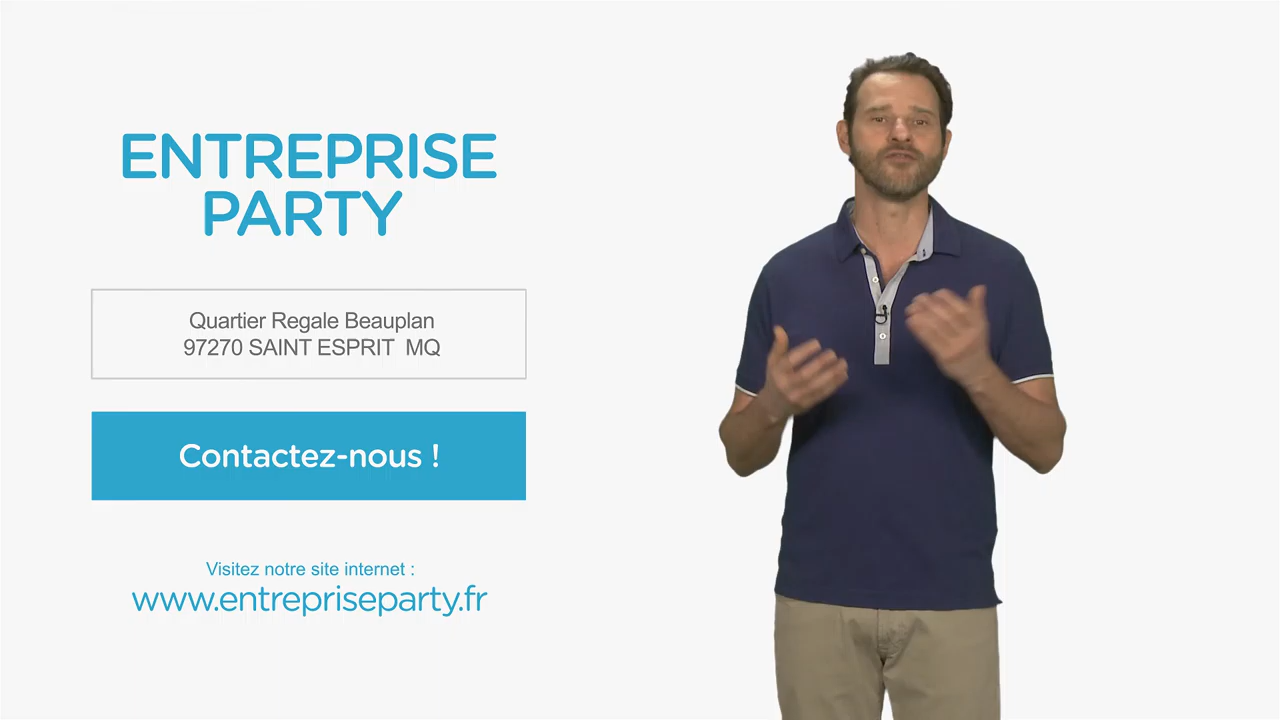 ENTREPRISE
PARTY
Quartier Regale Beauplan
97270 SAINT ESPRIT  MQ
Contactez-nous !
Visitez notre site internet :
www.entrepriseparty.fr